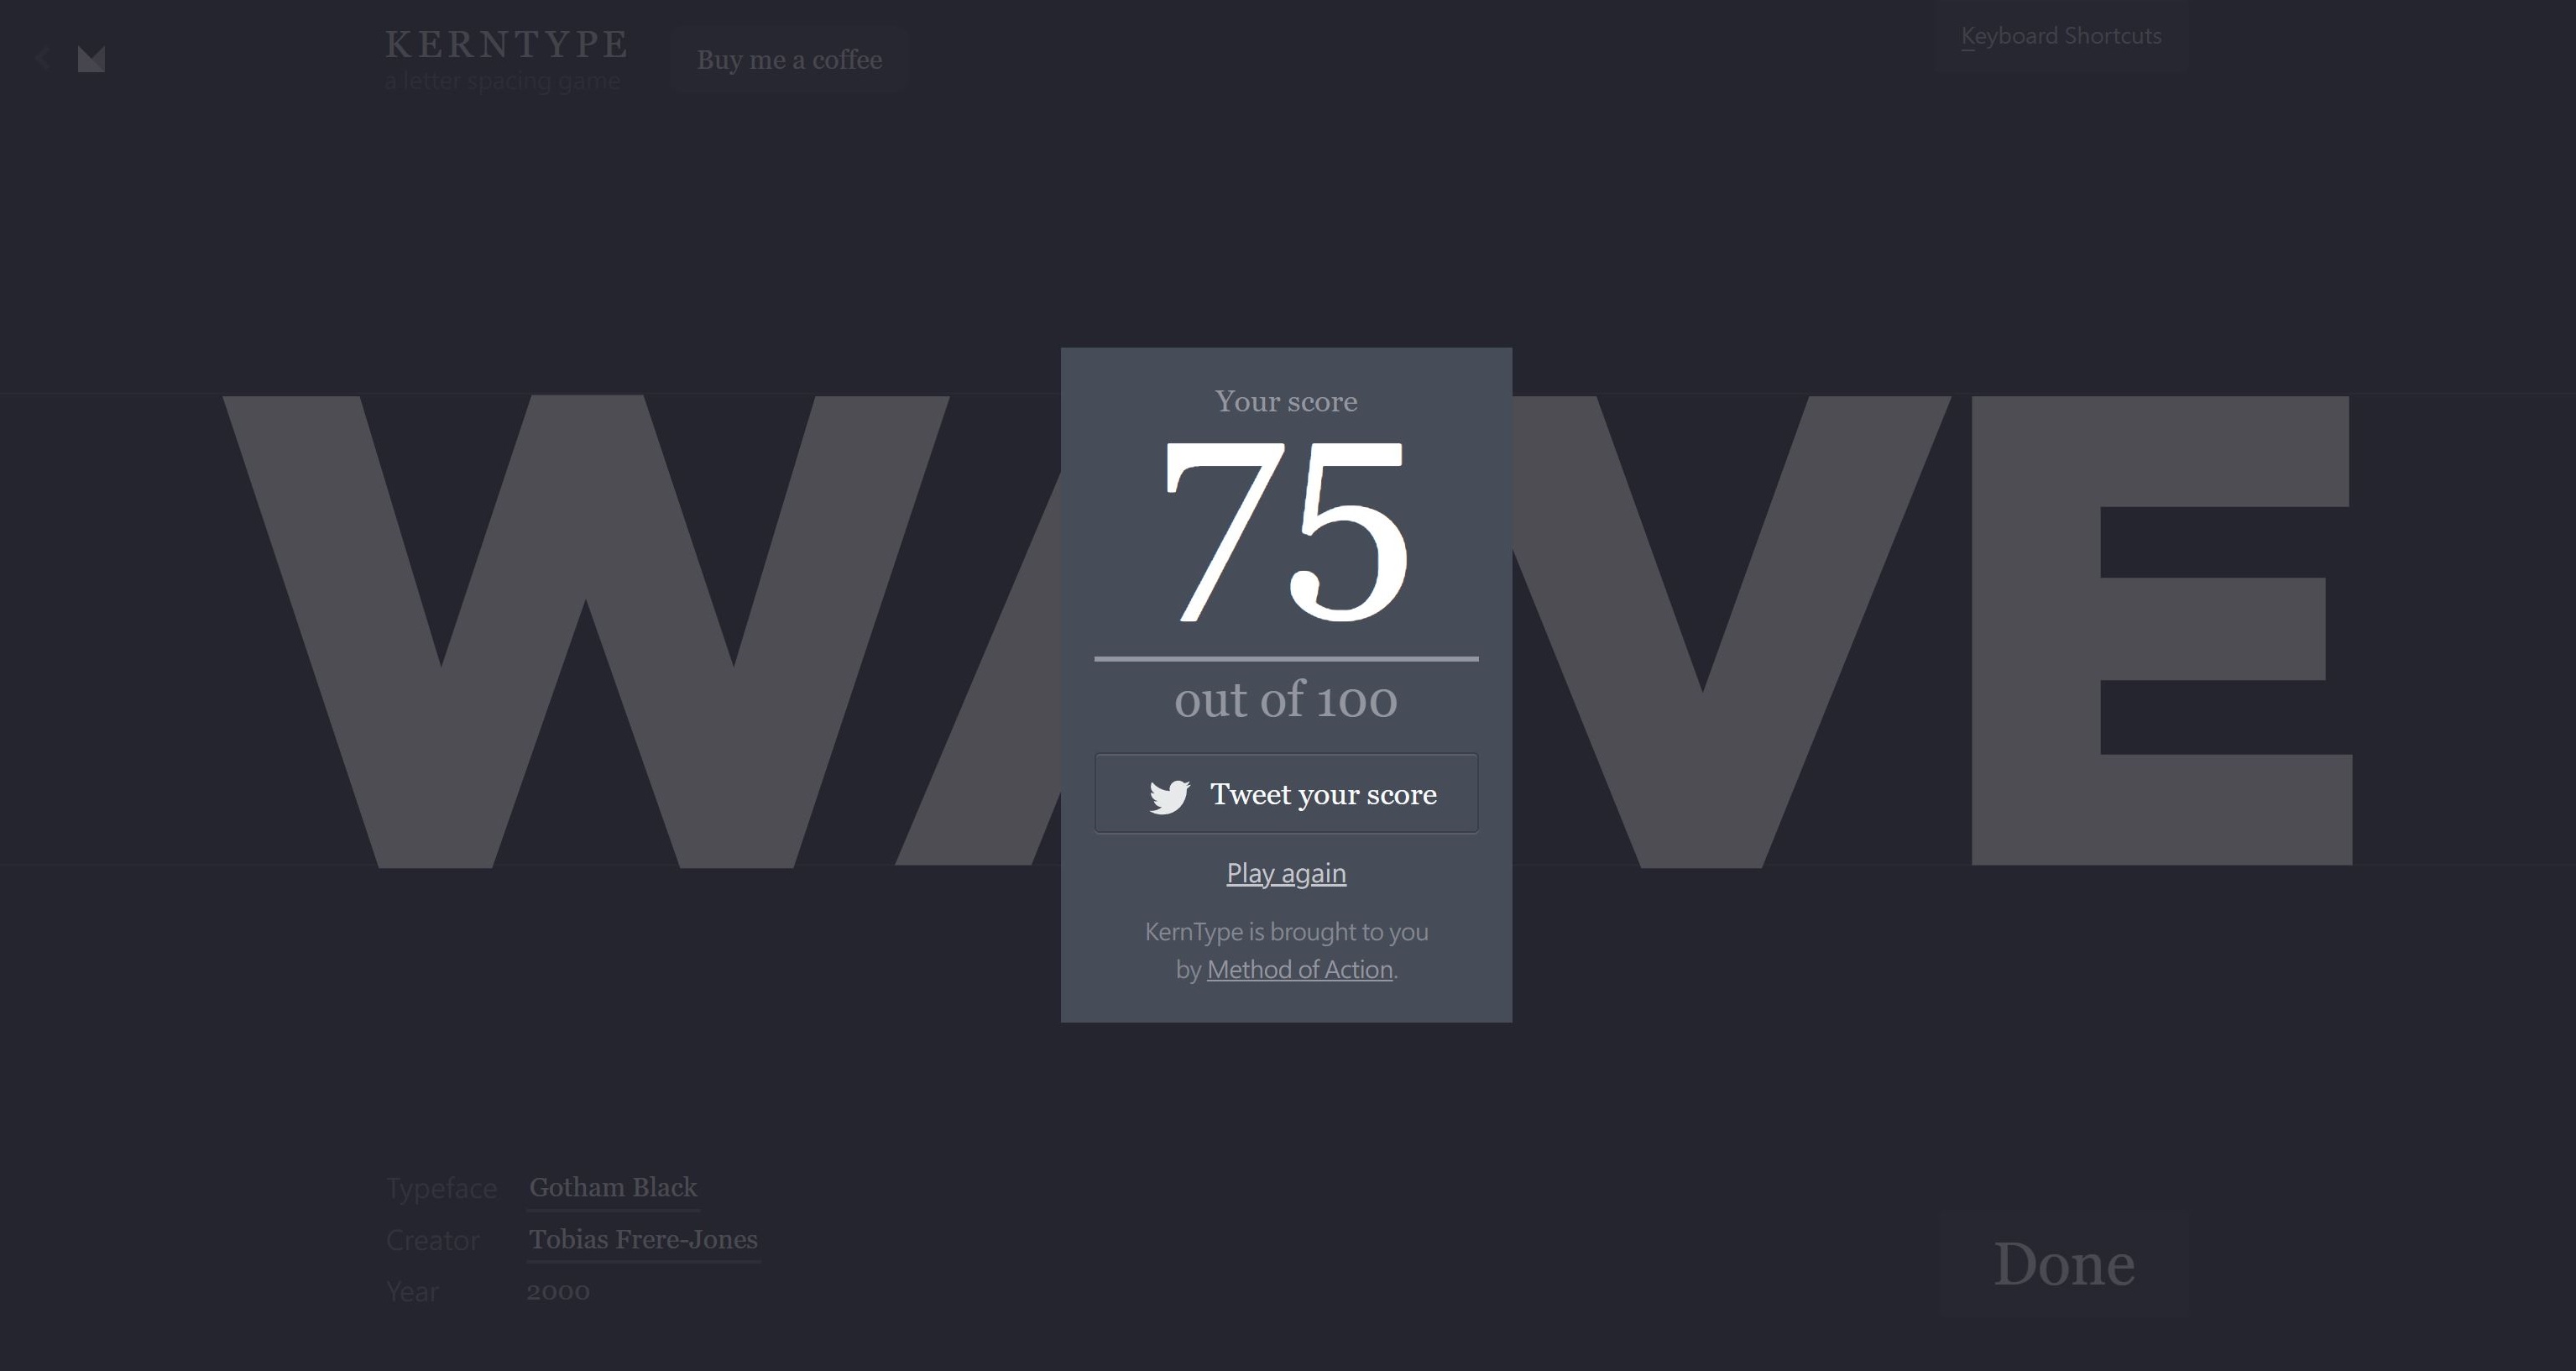 KERNTYPE
a letter spacing game
Buy me a coffee
Keyboard Shortcuts
WA VE
Your score
75
out of 100
Tweet your score
Play again
KernType is brought to you
by Method of Action.
Typeface Gotham Black
Creator Tobias Frere-Jones
Year 2000
Done